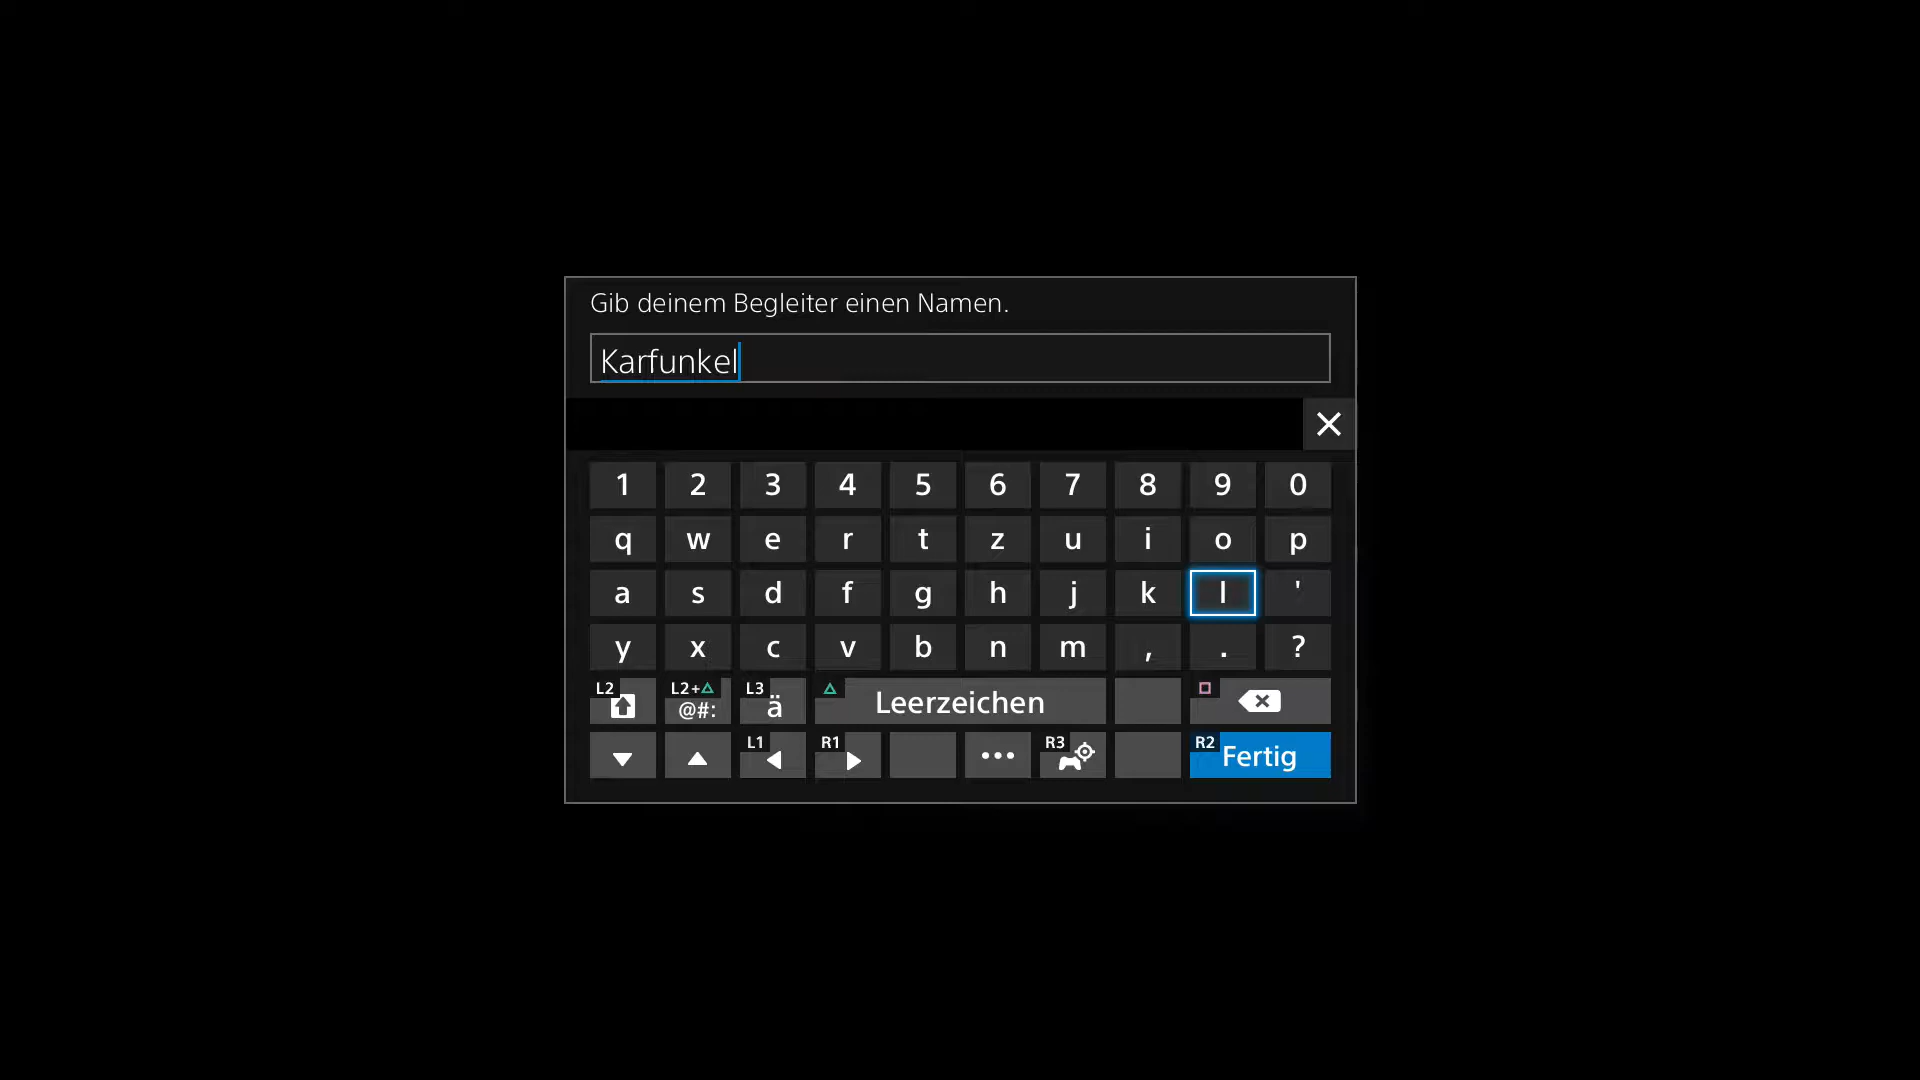 Gib deinem Begleiter einen Namen.
Karfunkel
1 2 3 4 5 6 7 8 9 0
q w e r t z u i o p
a s d f g h j k l '
y x c v b n m , . ?
L2 L2+△ @#: L3 ä △ Leerzeichen □
L1 R1 ... R3 R2 Fertig